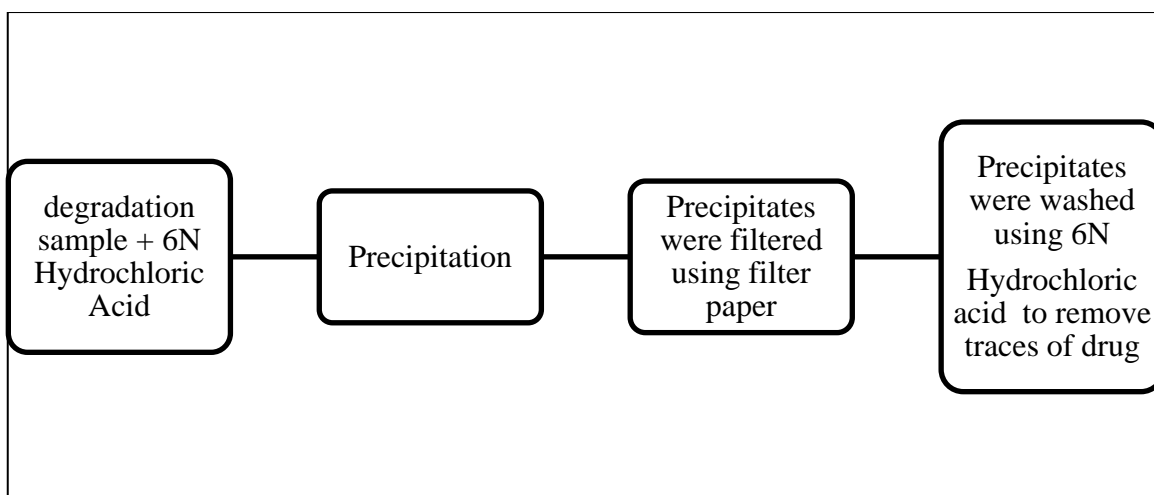 degradation
sample + 6N
Hydrochloric
Acid
Precipitation
Precipitates
were filtered
using filter
paper
Precipitates
were washed
using 6N
Hydrochloric
acid to remove
traces of drug